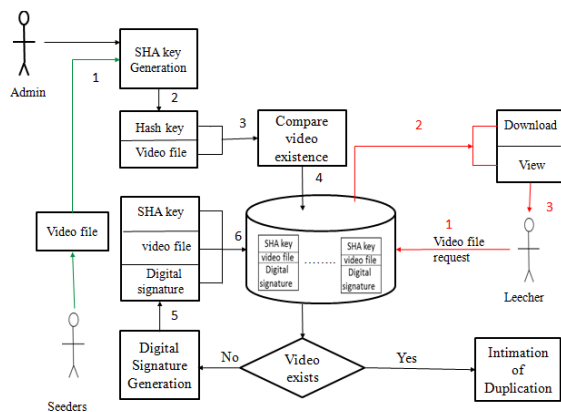 Admin
1
SHA key
Generation
2
Hash key
Video file
3
Compare
video
existence
4
2
Download
View
3
Video file
SHA key
video file
Digital
signature
6
SHA key
video file
Digital
signature
........
SHA key
video file
Digital
signature
1
Video file
request
Leecher
5
Seeders
Digital
Signature
Generation
No
Video
exists
Yes
Intimation
of
Duplication